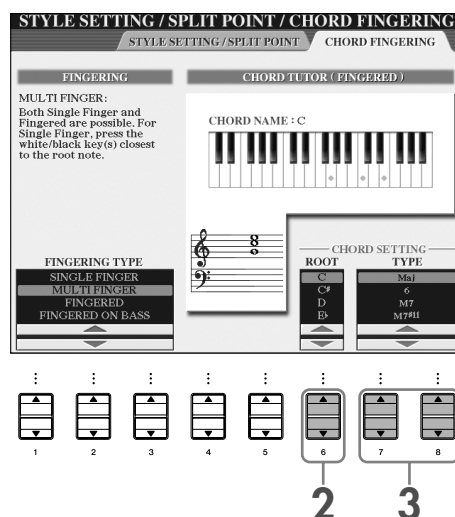 STYLE SETTING / SPLIT POINT / CHORD FINGERING
STYLE SETTING / SPLIT POINT
CHORD FINGERING
FINGERING
MULTI FINGER:
Both Single Finger and
Fingered are possible. For
Single Finger, press the
white/black key(s) closest
to the root note.
CHORD TUTOR ( FINGERED )
CHORD NAME : C
FINGERING TYPE
SINGLE FINGER
MULTI FINGER
FINGERED
FINGERED ON BASS
CHORD SETTING
ROOT
TYPE
C
Maj
C♯
6
D
M7
E♭
M7♯11
1
2
3
4
5
6
7
8
2
3